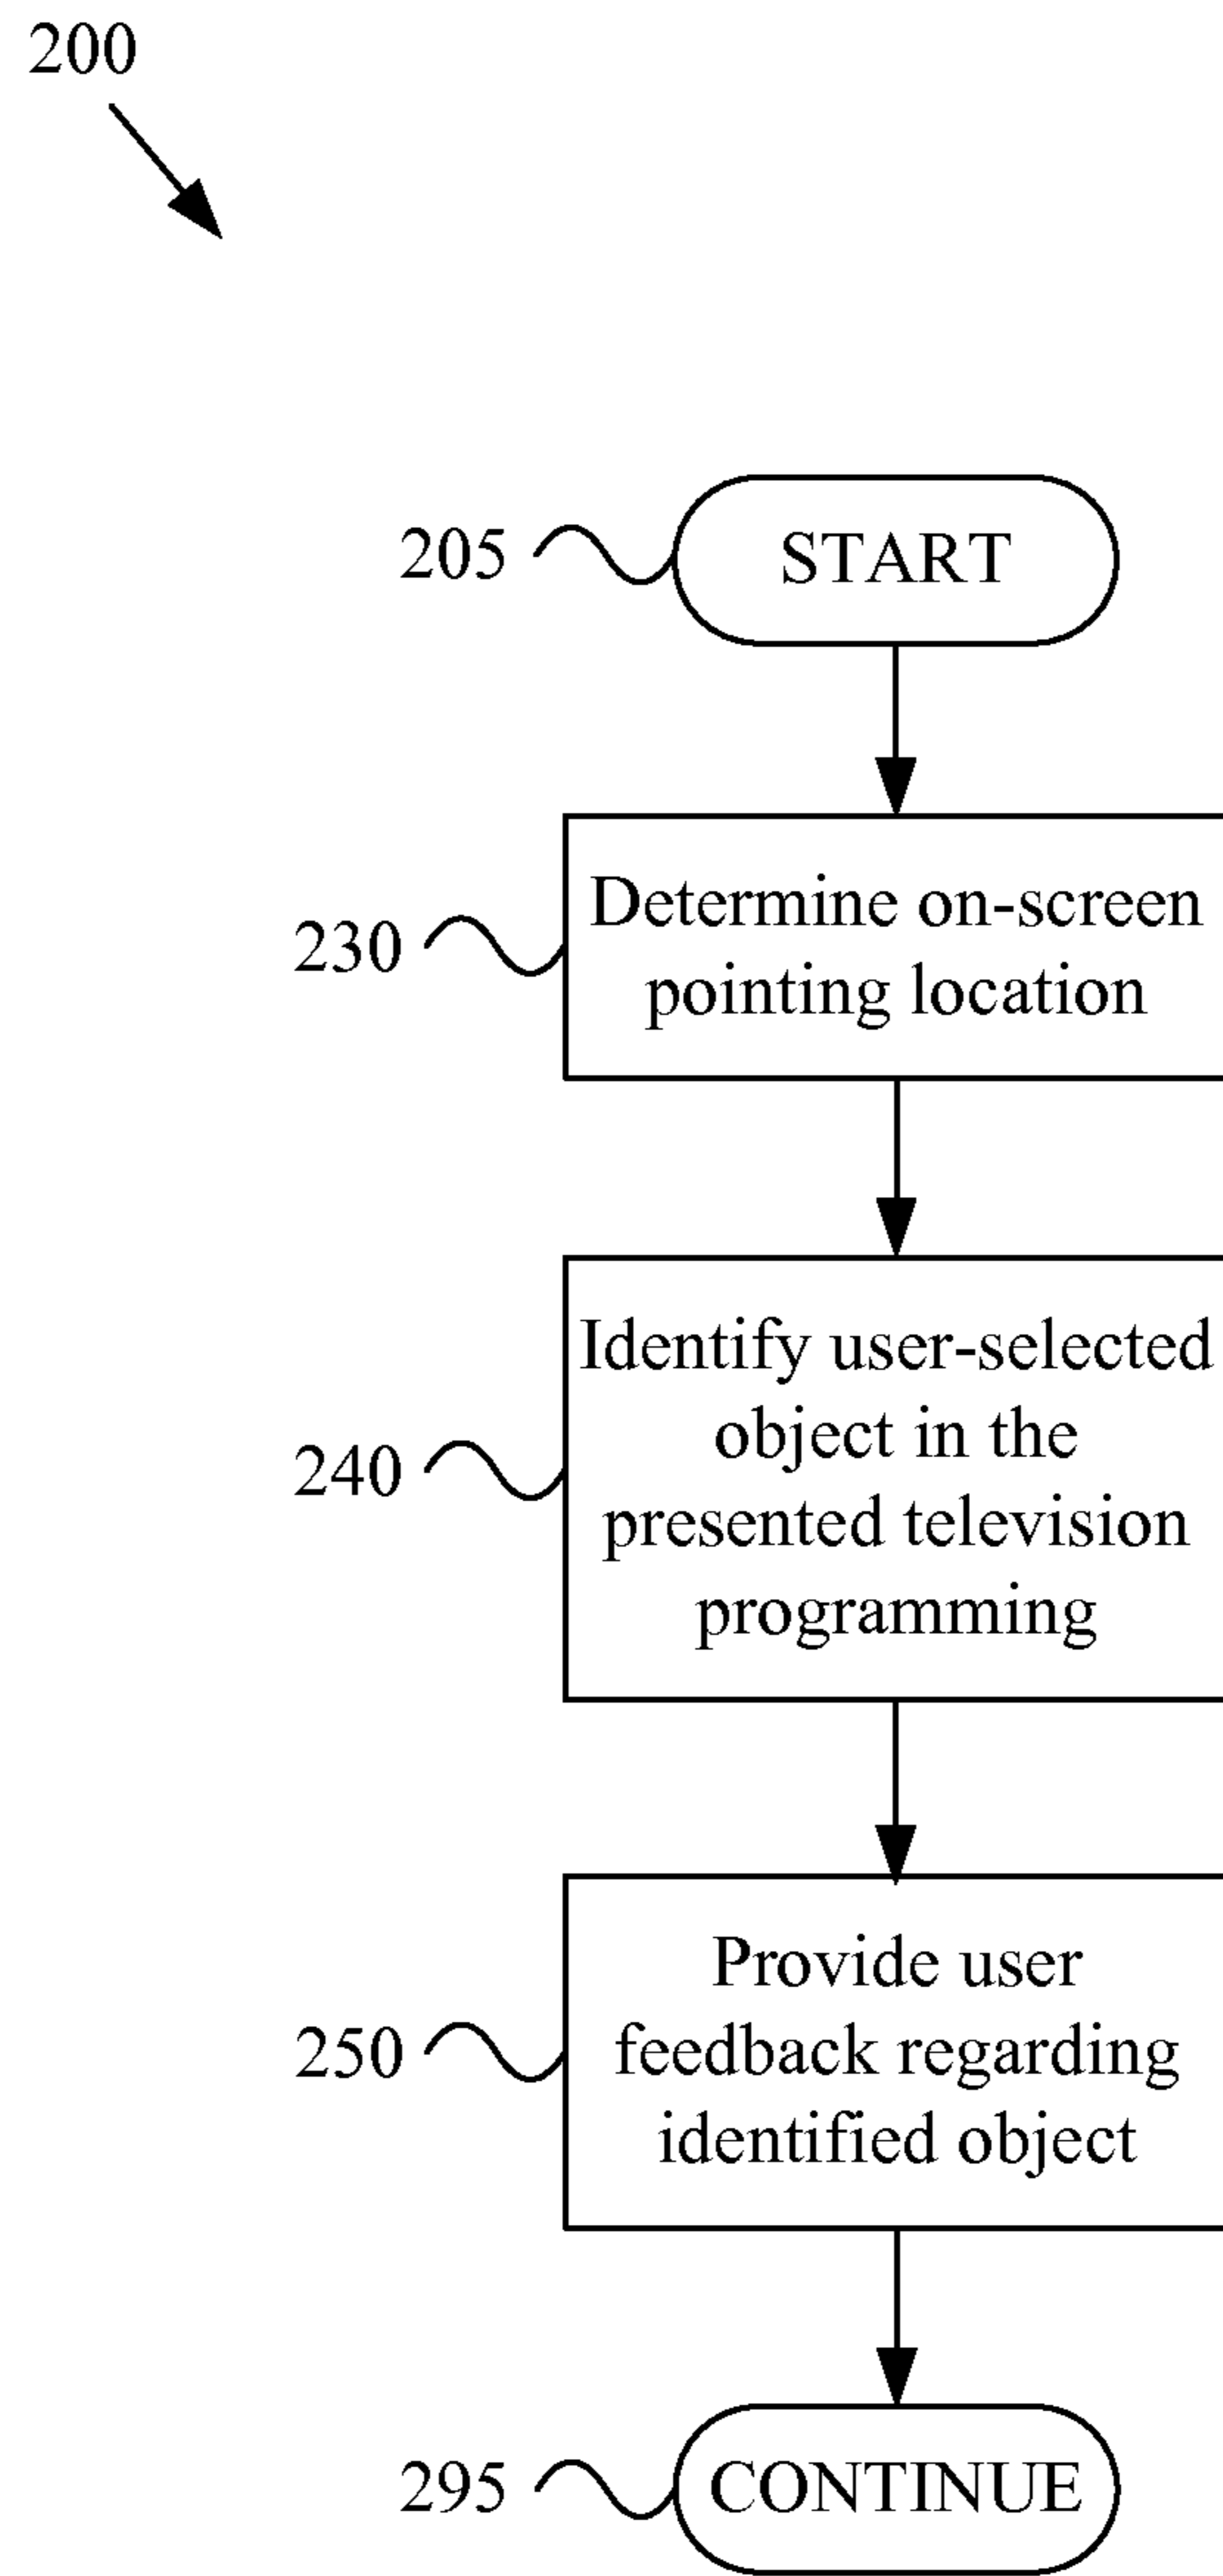 200
205
START
230
Determine on-screen
pointing location
240
Identify user-selected
object in the
presented television
programming
250
Provide user
feedback regarding
identified object
295
CONTINUE